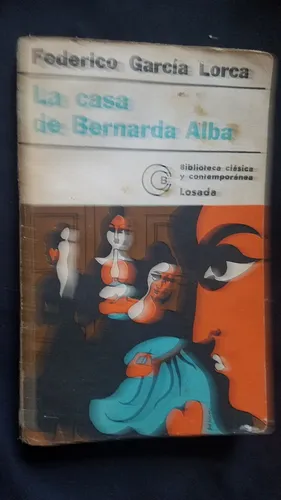 Federico García Lorca
La casa
de Bernarda Alba
Biblioteca clásica
y contemporánea
Losada